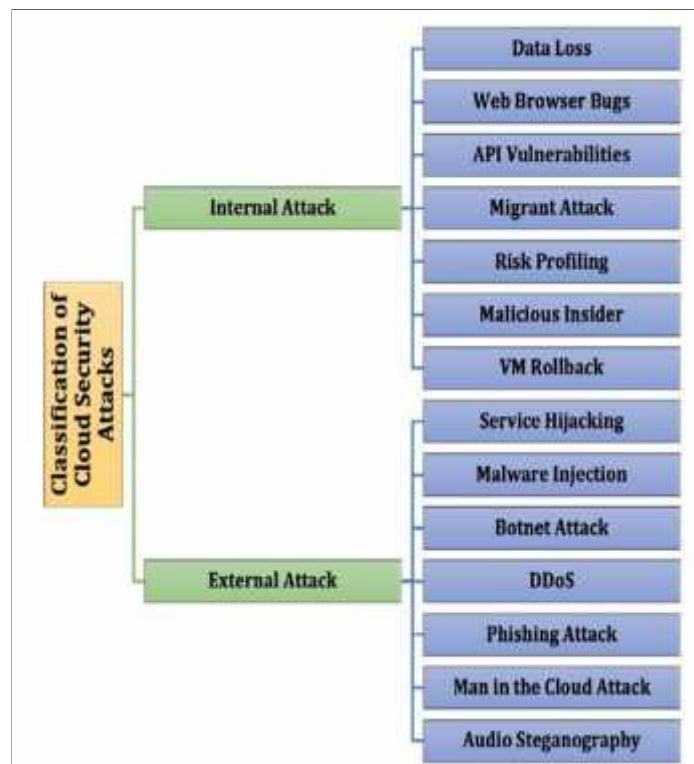 Classification of
Cloud Security
Attacks
Internal Attack
Data Loss
Web Browser Bugs
API Vulnerabilities
Migrant Attack
Risk Profiling
Malicious Insider
VM Rollback
External Attack
Service Hijacking
Malware Injection
Botnet Attack
DDoS
Phishing Attack
Man in the Cloud Attack
Audio Steganography